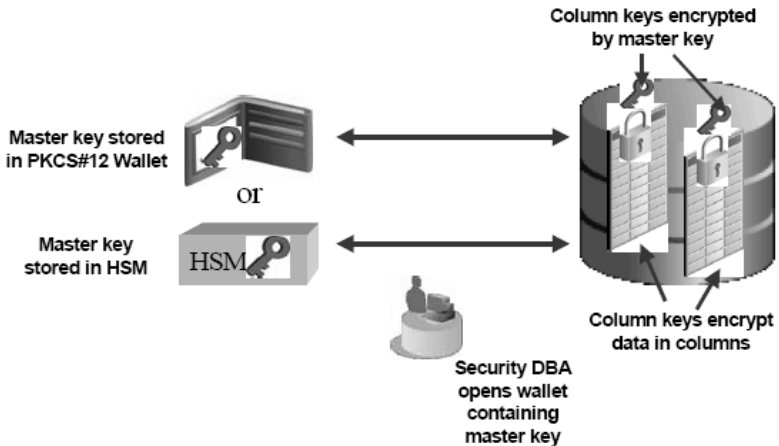 Column keys encrypted
by master key
Master key stored
in PKCS#12 Wallet
or
Master key
stored in HSM
HSM
Column keys encrypt
data in columns
Security DBA
opens wallet
containing
master key